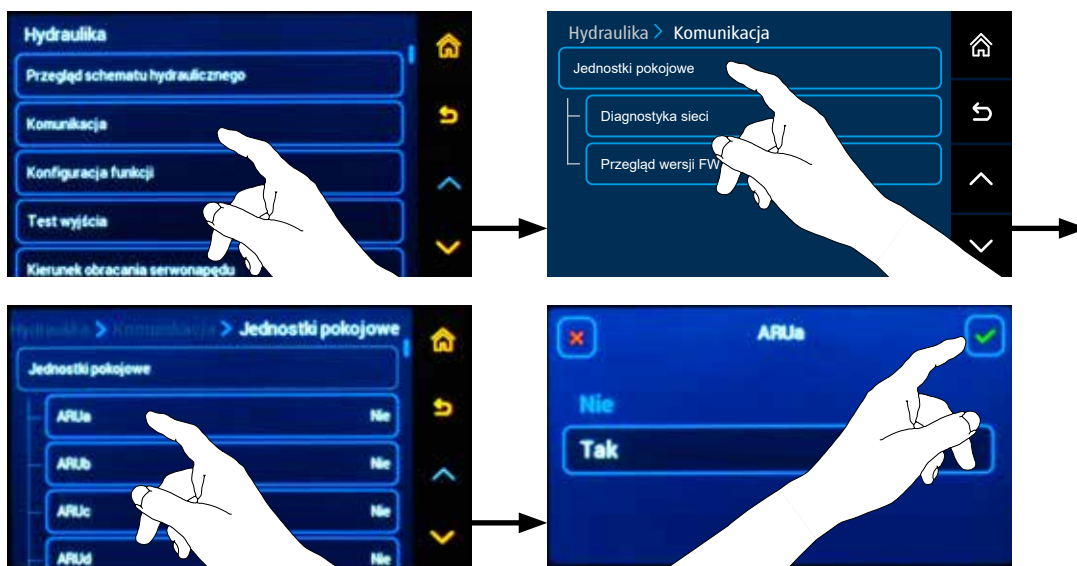 Hydraulika
Przegląd schematu hydraulicznego
Komunikacja
Konfiguracja funkcji
Test wyjścia
Kierunek obracania serwonapędu
Hydraulika > Komunikacja
Jednostki pokojowe
Diagnostyka sieci
Przegląd wersji FW
Hydraulika > Komunikacja > Jednostki pokojowe
Jednostki pokojowe
ARUa Nie
ARUb Nie
ARUc Nie
ARUd Nie
ARUa
Nie
Tak